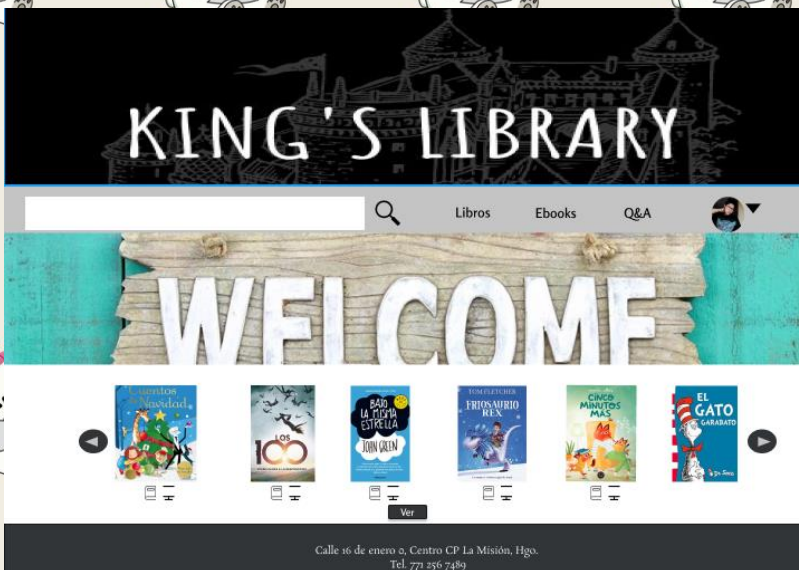 KING'S LIBRARY
Libros Ebooks Q&A
WELCOME
Cuentos
de Navidad
LOS
100
BAJO
LA MISMA
ESTRELLA
JOHN GREEN
TOM FLETCHER
FRIOSAURIO
REX
CINCO
MINUTOS
MÁS
EL
GATO
GARABATO
Dr. Seuss
Ver
Calle 16 de enero 0, Centro CP La Misión, Hgo.
Tel. 771 256 7489